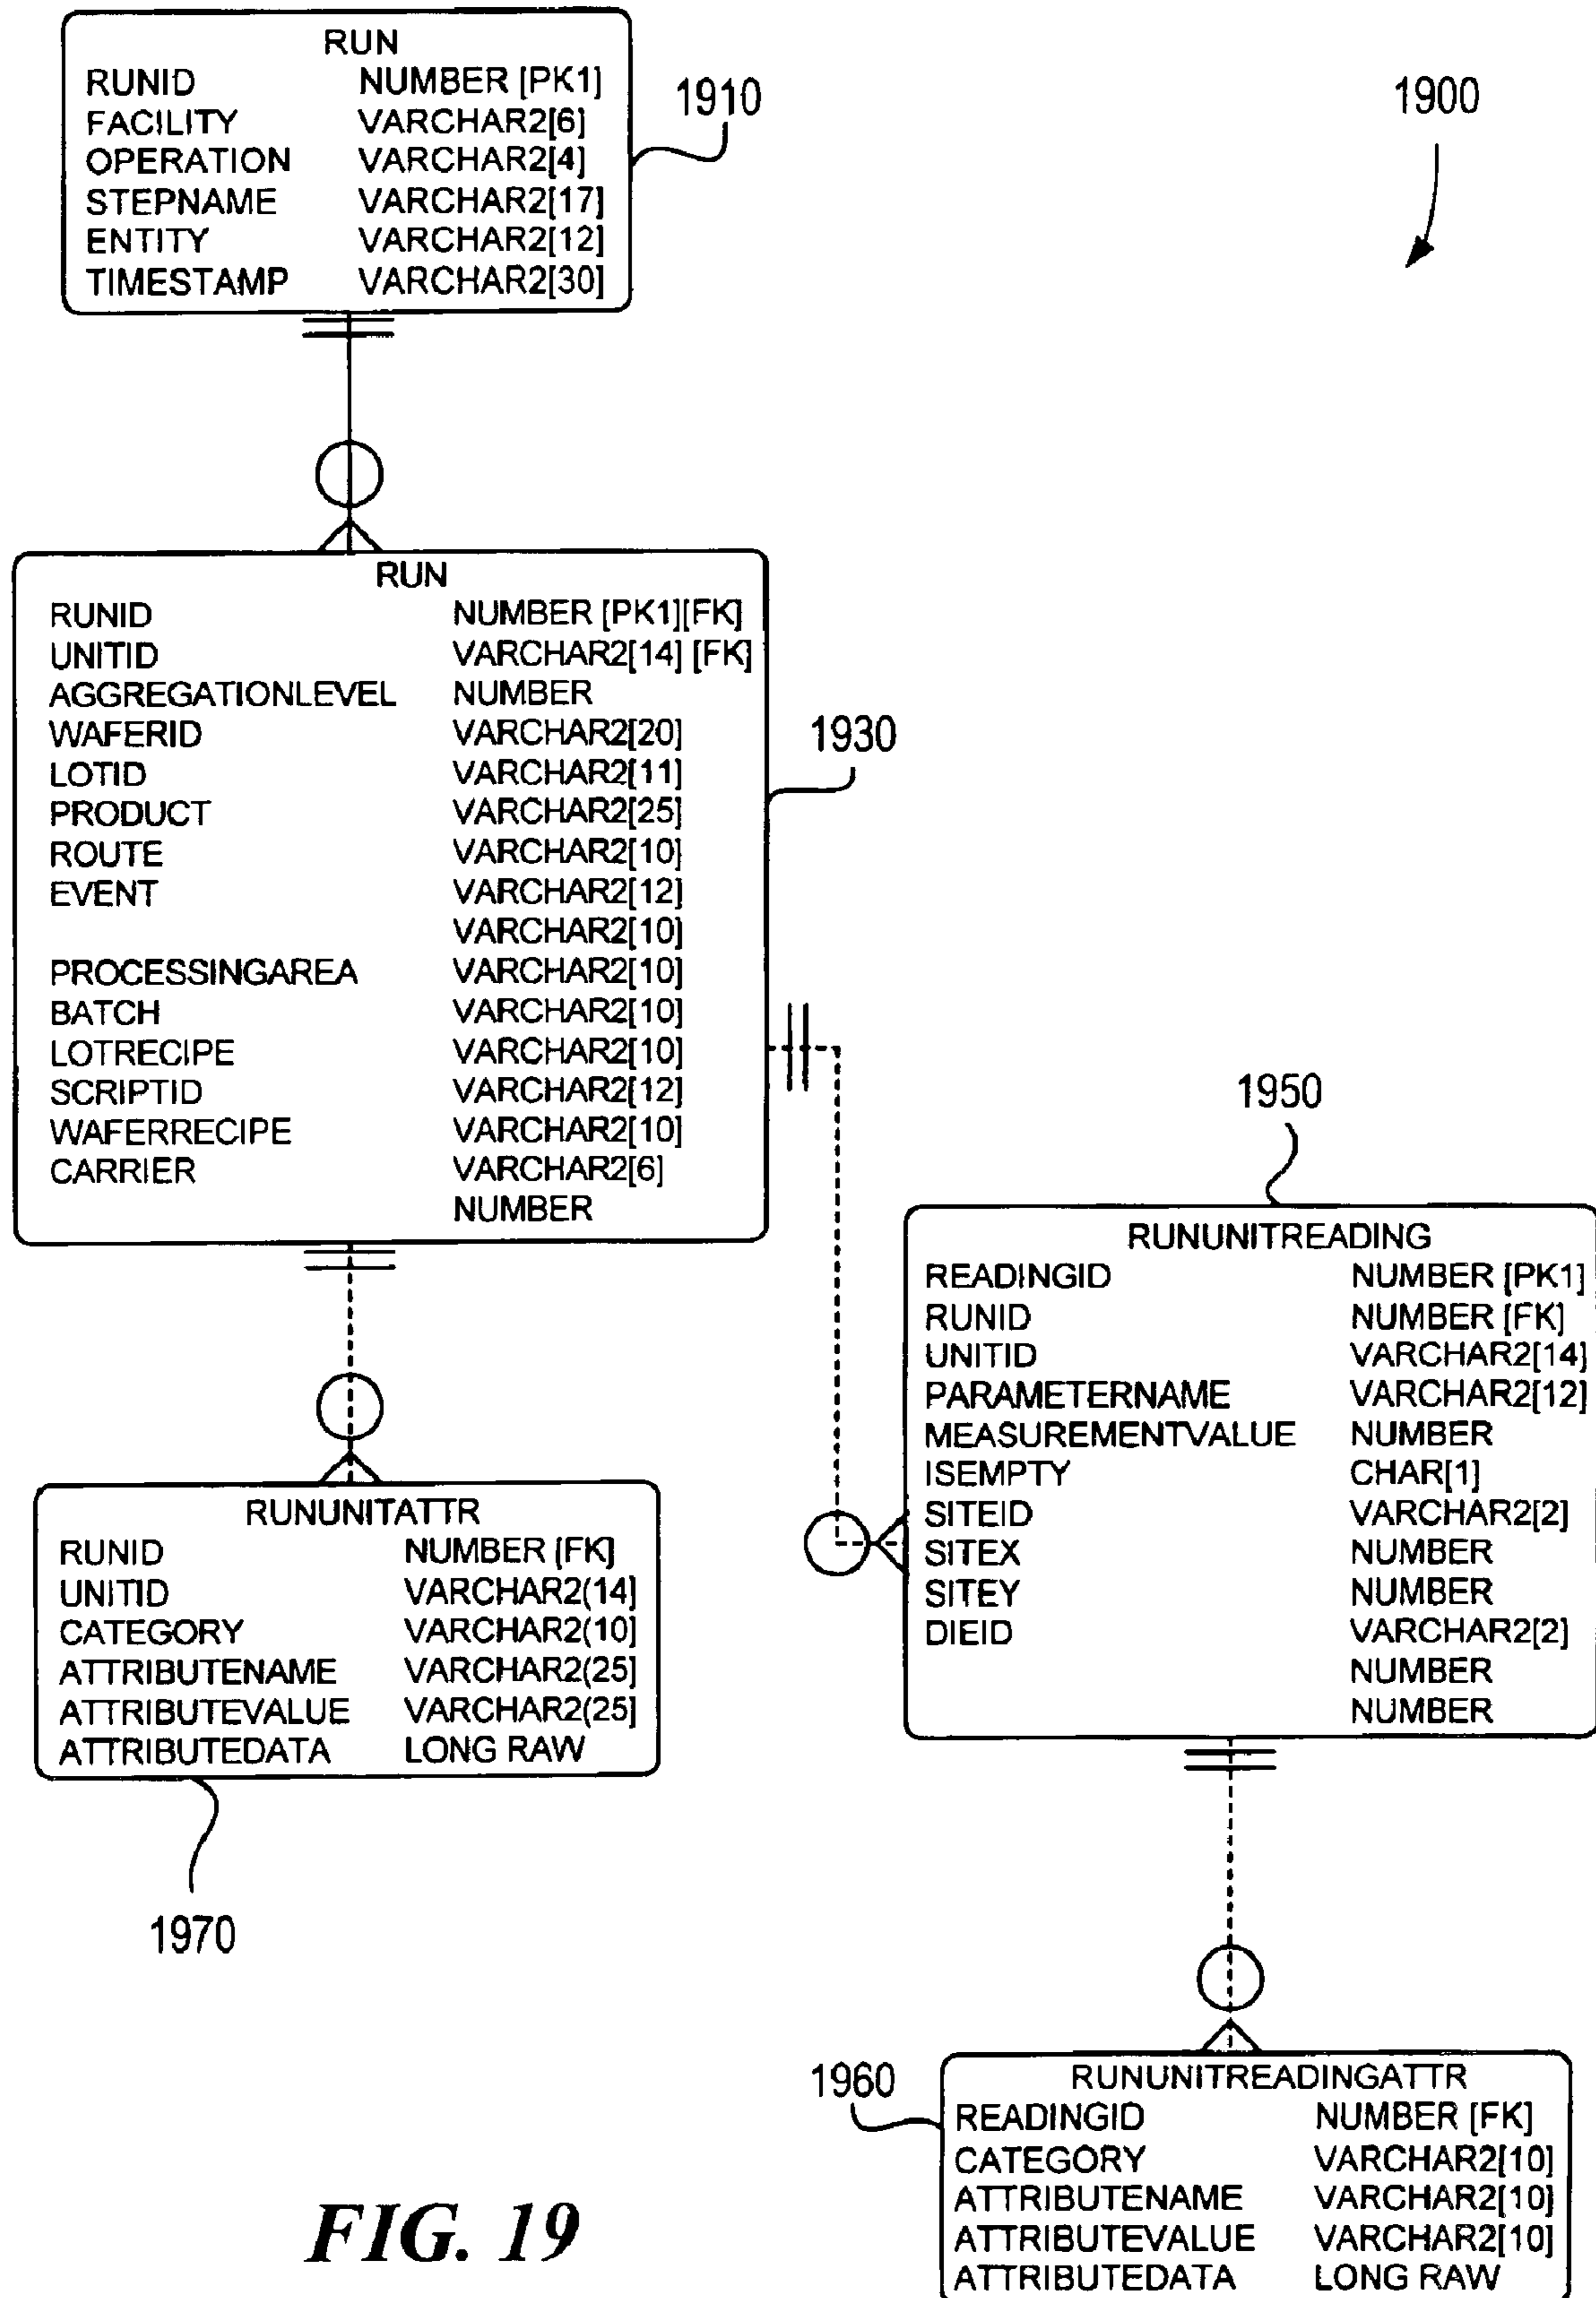 RUN
RUNID NUMBER [PK1]
FACILITY VARCHAR2[6]
OPERATION VARCHAR2[4]
STEPNAME VARCHAR2[17]
ENTITY VARCHAR2[12]
TIMESTAMP VARCHAR2[30]
1910
1900
RUN
RUNID NUMBER [PK1][FK]
UNITID VARCHAR2[14] [FK]
AGGREGATIONLEVEL NUMBER
WAFERID VARCHAR2[20]
LOTID VARCHAR2[11]
PRODUCT VARCHAR2[25]
ROUTE VARCHAR2[10]
EVENT VARCHAR2[12]
VARCHAR2[10]
PROCESSINGAREA VARCHAR2[10]
BATCH VARCHAR2[10]
LOTRECIPE VARCHAR2[10]
SCRIPTID VARCHAR2[12]
WAFERRECIPE VARCHAR2[10]
CARRIER VARCHAR2[6]
NUMBER
1930
1950
RUNUNITREADING
READINGID NUMBER [PK1]
RUNID NUMBER [FK]
UNITID VARCHAR2[14]
PARAMETERNAME VARCHAR2[12]
MEASUREMENTVALUE NUMBER
ISEMPTY CHAR[1]
SITEID VARCHAR2[2]
SITEX NUMBER
SITEY NUMBER
DIEID VARCHAR2[2]
NUMBER
NUMBER
RUNUNITATTR
RUNID NUMBER [FK]
UNITID VARCHAR2(14]
CATEGORY VARCHAR2(10]
ATTRIBUTENAME VARCHAR2(25]
ATTRIBUTEVALUE VARCHAR2(25]
ATTRIBUTEDATA LONG RAW
1970
1960
RUNUNITREADINGATTR
READINGID NUMBER [FK]
CATEGORY VARCHAR2[10]
ATTRIBUTENAME VARCHAR2[10]
ATTRIBUTEVALUE VARCHAR2[10]
ATTRIBUTEDATA LONG RAW
FIG. 19